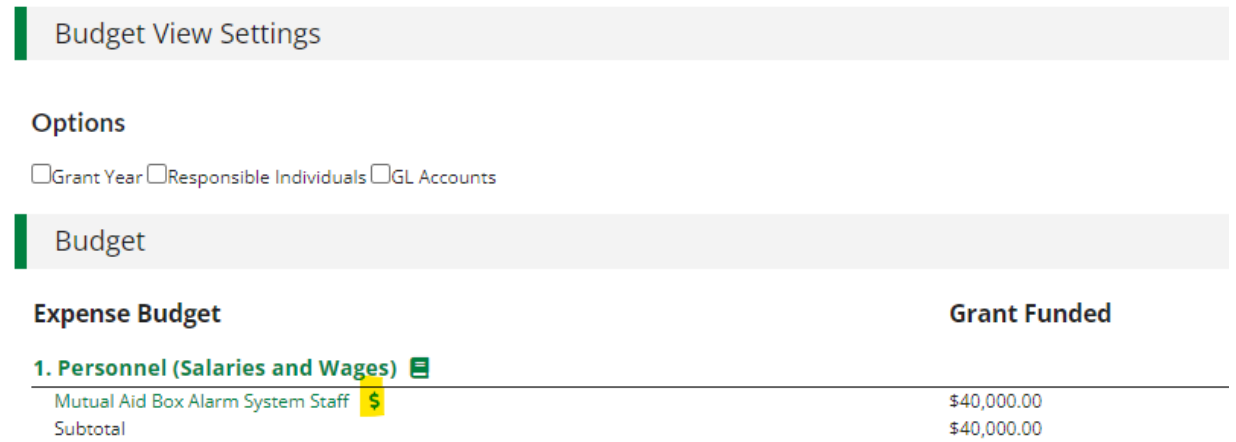 Budget View Settings
Options
Grant Year Responsible Individuals GL Accounts
Budget
Expense Budget Grant Funded
1. Personnel (Salaries and Wages)
Mutual Aid Box Alarm System Staff $ $40,000.00
Subtotal $40,000.00